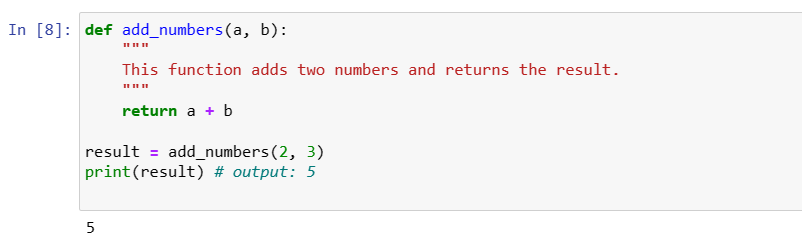 In [8]: def add_numbers(a, b):
    """
    This function adds two numbers and returns the result.
    """
    return a + b
result = add_numbers(2, 3)
print(result) # output: 5
5